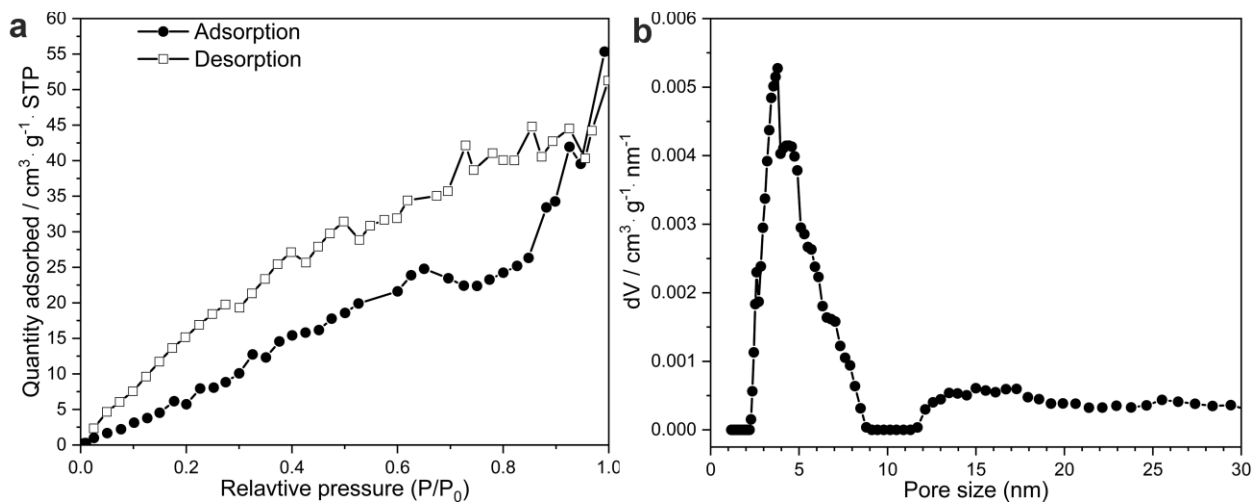 a
Adsorption
Desorption
Quantity adsorbed / cm³· g⁻¹· STP
60
55
50
45
40
35
30
25
20
15
10
5
0
0.0 0.2 0.4 0.6 0.8 1.0
Relavtive pressure (P/P₀)
b
dV / cm³· g⁻¹· nm⁻¹
0.006
0.005
0.004
0.003
0.002
0.001
0.000
0 5 10 15 20 25 30
Pore size (nm)